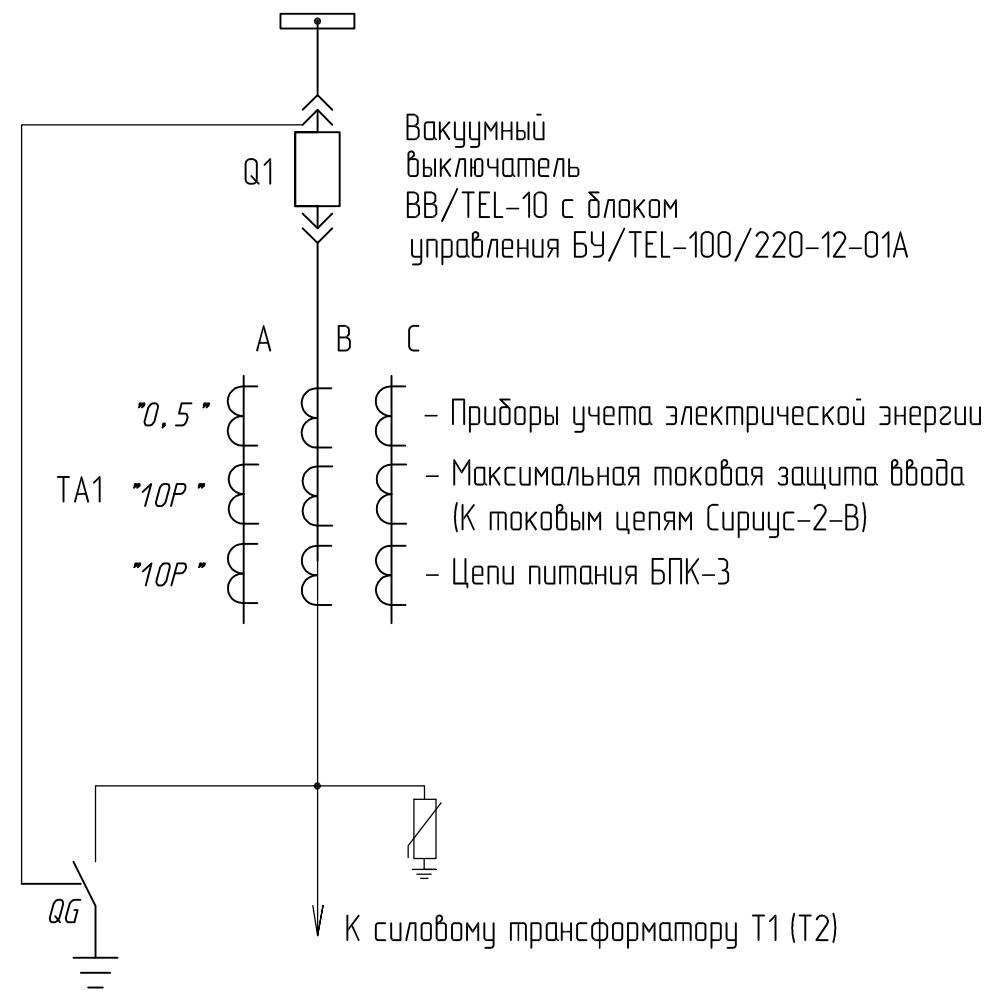 Вакуумный
выключатель
Q1
ВВ/TEL-10 с блоком
управления БУ/TEL-100/220-12-01А
A B C
"0,5" - Приборы учета электрической энергии
TA1 "10P" - Максимальная токовая защита ввода
(К токовым цепям Сириус-2-В)
"10P" - Цепи питания БПК-3
QG
К силовому трансформатору Т1 (Т2)